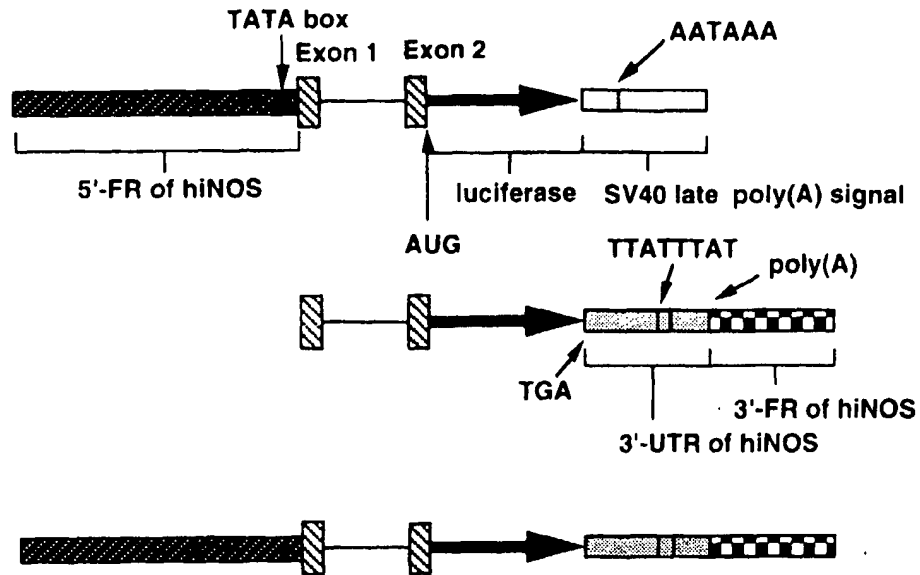 TATA box
Exon 1
Exon 2
AATAAA
5'-FR of hiNOS
luciferase
SV40 late poly(A) signal
AUG
TTATTTAT
poly(A)
TGA
3'-FR of hiNOS
3'-UTR of hiNOS